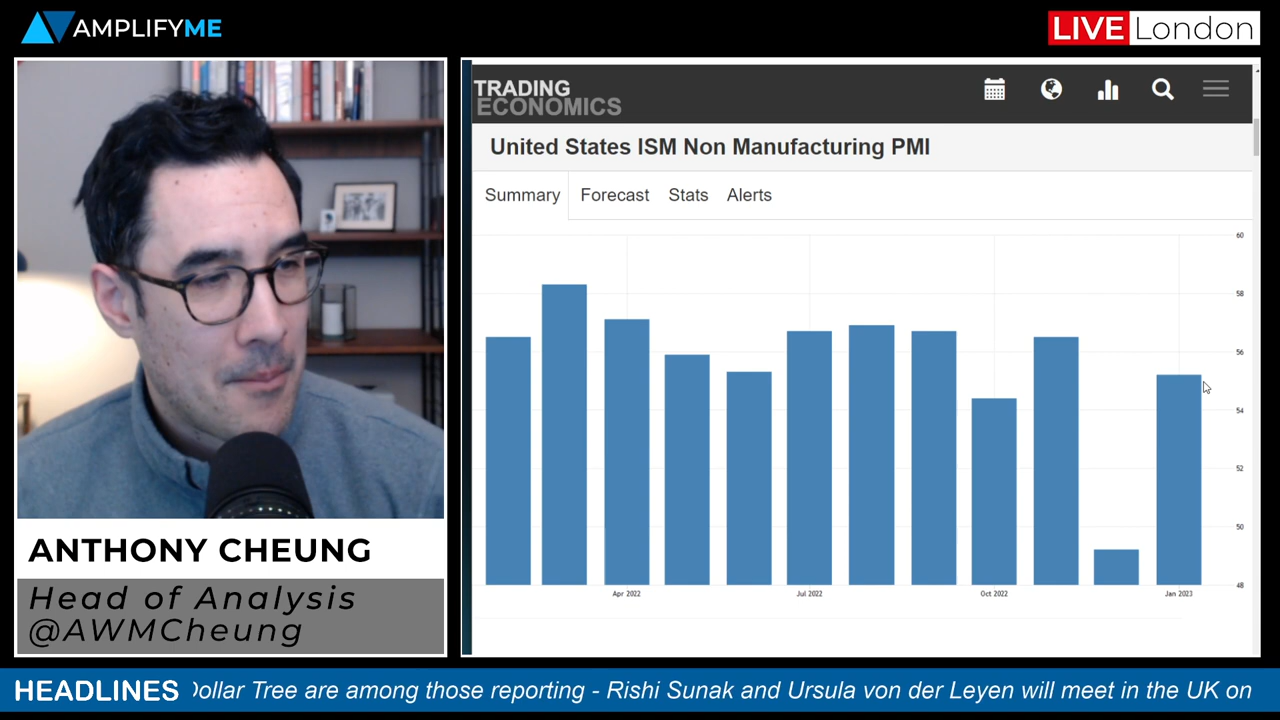 AMPLIFYME
LIVE London
TRADING
ECONOMICS
United States ISM Non Manufacturing PMI
Summary Forecast Stats Alerts
60
58
56
54
52
50
48
Apr 2022 Jul 2022 Oct 2022 Jan 2023
ANTHONY CHEUNG
Head of Analysis
@AWMCheung
HEADLINES Dollar Tree are among those reporting - Rishi Sunak and Ursula von der Leyen will meet in the UK on